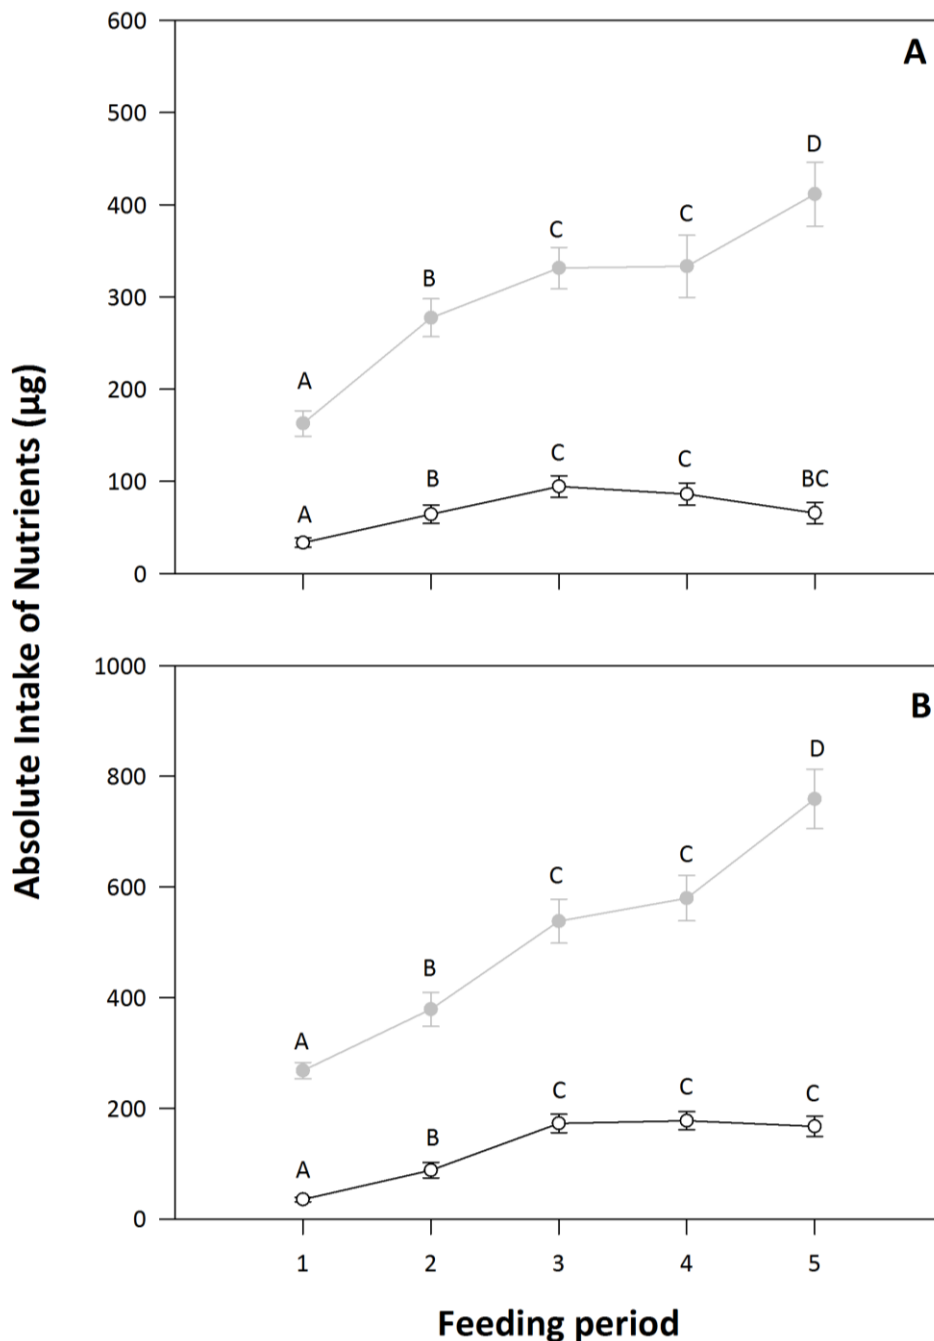 A
600
500
400
300
200
100
0
D
C
C
B
A
C
C
BC
B
A
Absolute Intake of Nutrients (µg)
B
1000
800
600
400
200
0
D
C
C
B
A
C
C
C
B
A
1 2 3 4 5
Feeding period